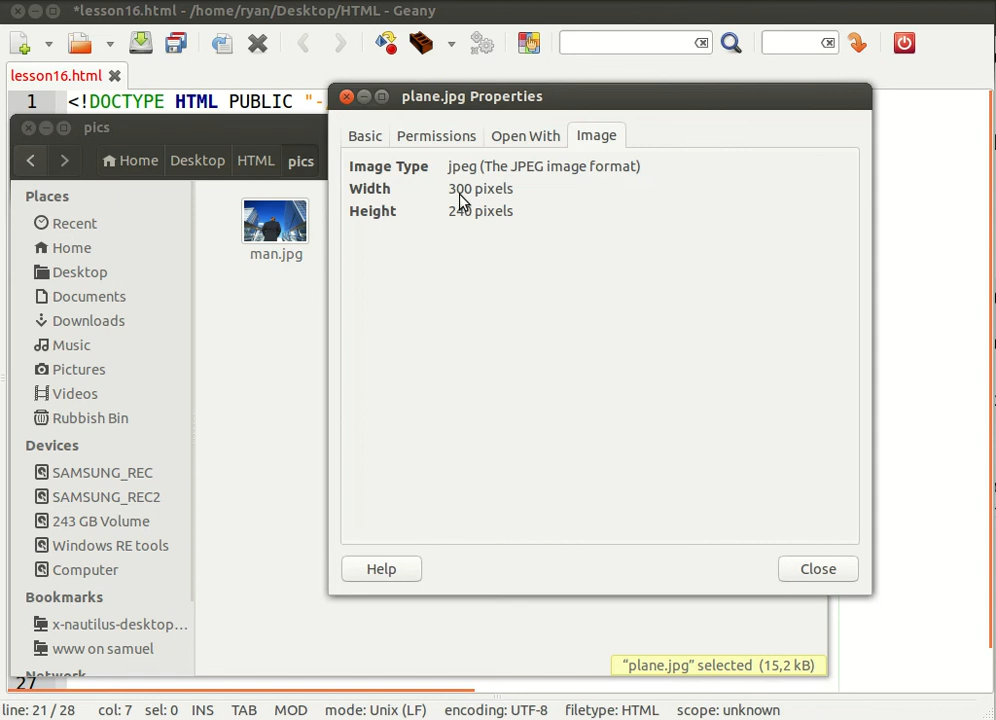 *lesson16.html - /home/ryan/Desktop/HTML - Geany
lesson16.html
1 <!DOCTYPE HTML PUBLIC "-
pics
Home Desktop HTML pics
Places
Recent
Home
Desktop
Documents
Downloads
Music
Pictures
Videos
Rubbish Bin
Devices
SAMSUNG_REC
SAMSUNG_REC2
243 GB Volume
Windows RE tools
Computer
Bookmarks
x-nautilus-desktop...
www on samuel
Network
man.jpg
plane.jpg Properties
Basic Permissions Open With Image
Image Type jpeg (The JPEG image format)
Width 300 pixels
Height 240 pixels
Help Close
“plane.jpg” selected (15,2 kB)
27
line: 21 / 28 col: 7 sel: 0 INS TAB MOD mode: Unix (LF) encoding: UTF-8 filetype: HTML scope: unknown